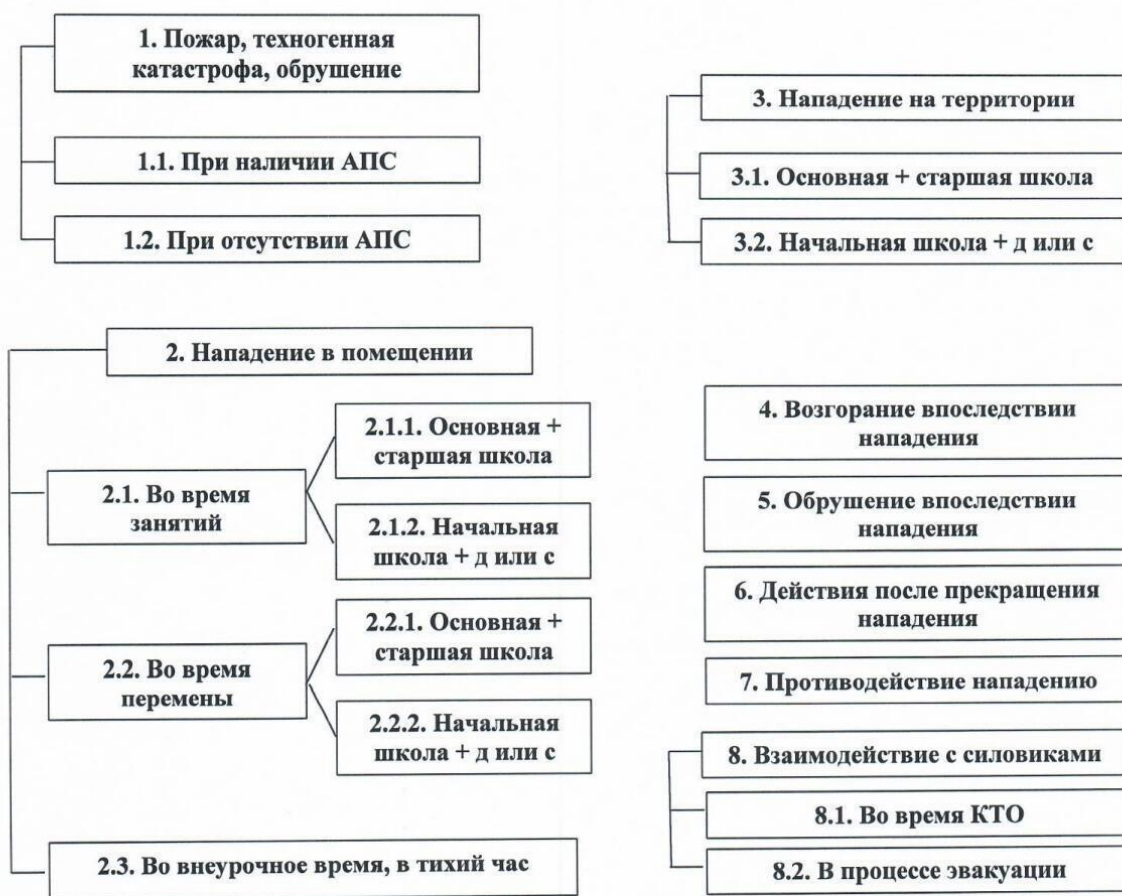 1. Пожар, техногенная
катастрофа, обрушение
1.1. При наличии АПС
1.2. При отсутствии АПС
2. Нападение в помещении
2.1. Во время
занятий
2.1.1. Основная +
старшая школа
2.1.2. Начальная
школа + д или с
2.2. Во время
перемены
2.2.1. Основная +
старшая школа
2.2.2. Начальная
школа + д или с
2.3. Во внеурочное время, в тихий час
3. Нападение на территории
3.1. Основная + старшая школа
3.2. Начальная школа + д или с
4. Возгорание впоследствии
нападения
5. Обрушение впоследствии
нападения
6. Действия после прекращения
нападения
7. Противодействие нападению
8. Взаимодействие с силовиками
8.1. Во время КТО
8.2. В процессе эвакуации